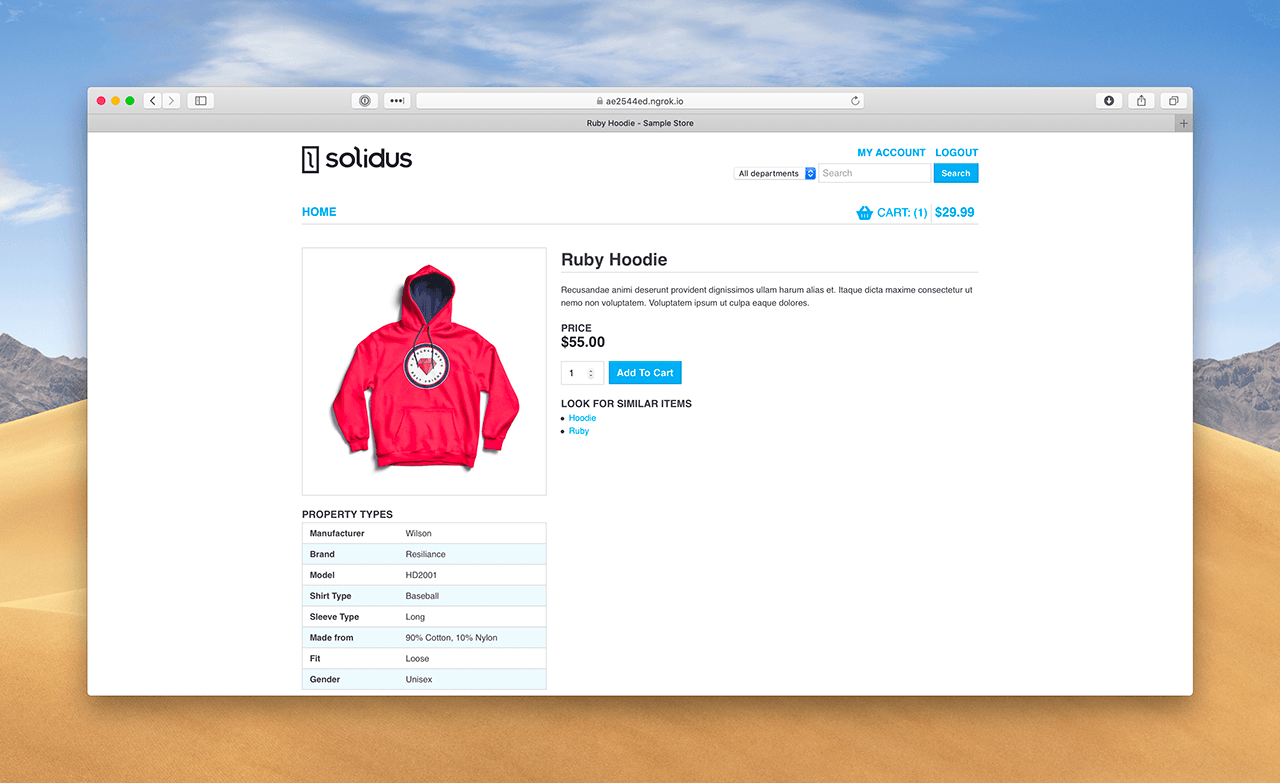 ae2544ed.ngrok.io
Ruby Hoodie - Sample Store
solidus
MY ACCOUNT LOGOUT
All departments Search Search
HOME
CART: (1) $29.99
Ruby Hoodie
Recusandae animi deserunt provident dignissimos ullam harum alias et. Itaque dicta maxime consectetur ut
nemo non voluptatem. Voluptatem ipsum ut culpa eaque dolores.
PRICE
$55.00
1 Add To Cart
LOOK FOR SIMILAR ITEMS
Hoodie
Ruby
PROPERTY TYPES
Manufacturer Wilson
Brand Resiliance
Model HD2001
Shirt Type Baseball
Sleeve Type Long
Made from 90% Cotton, 10% Nylon
Fit Loose
Gender Unisex